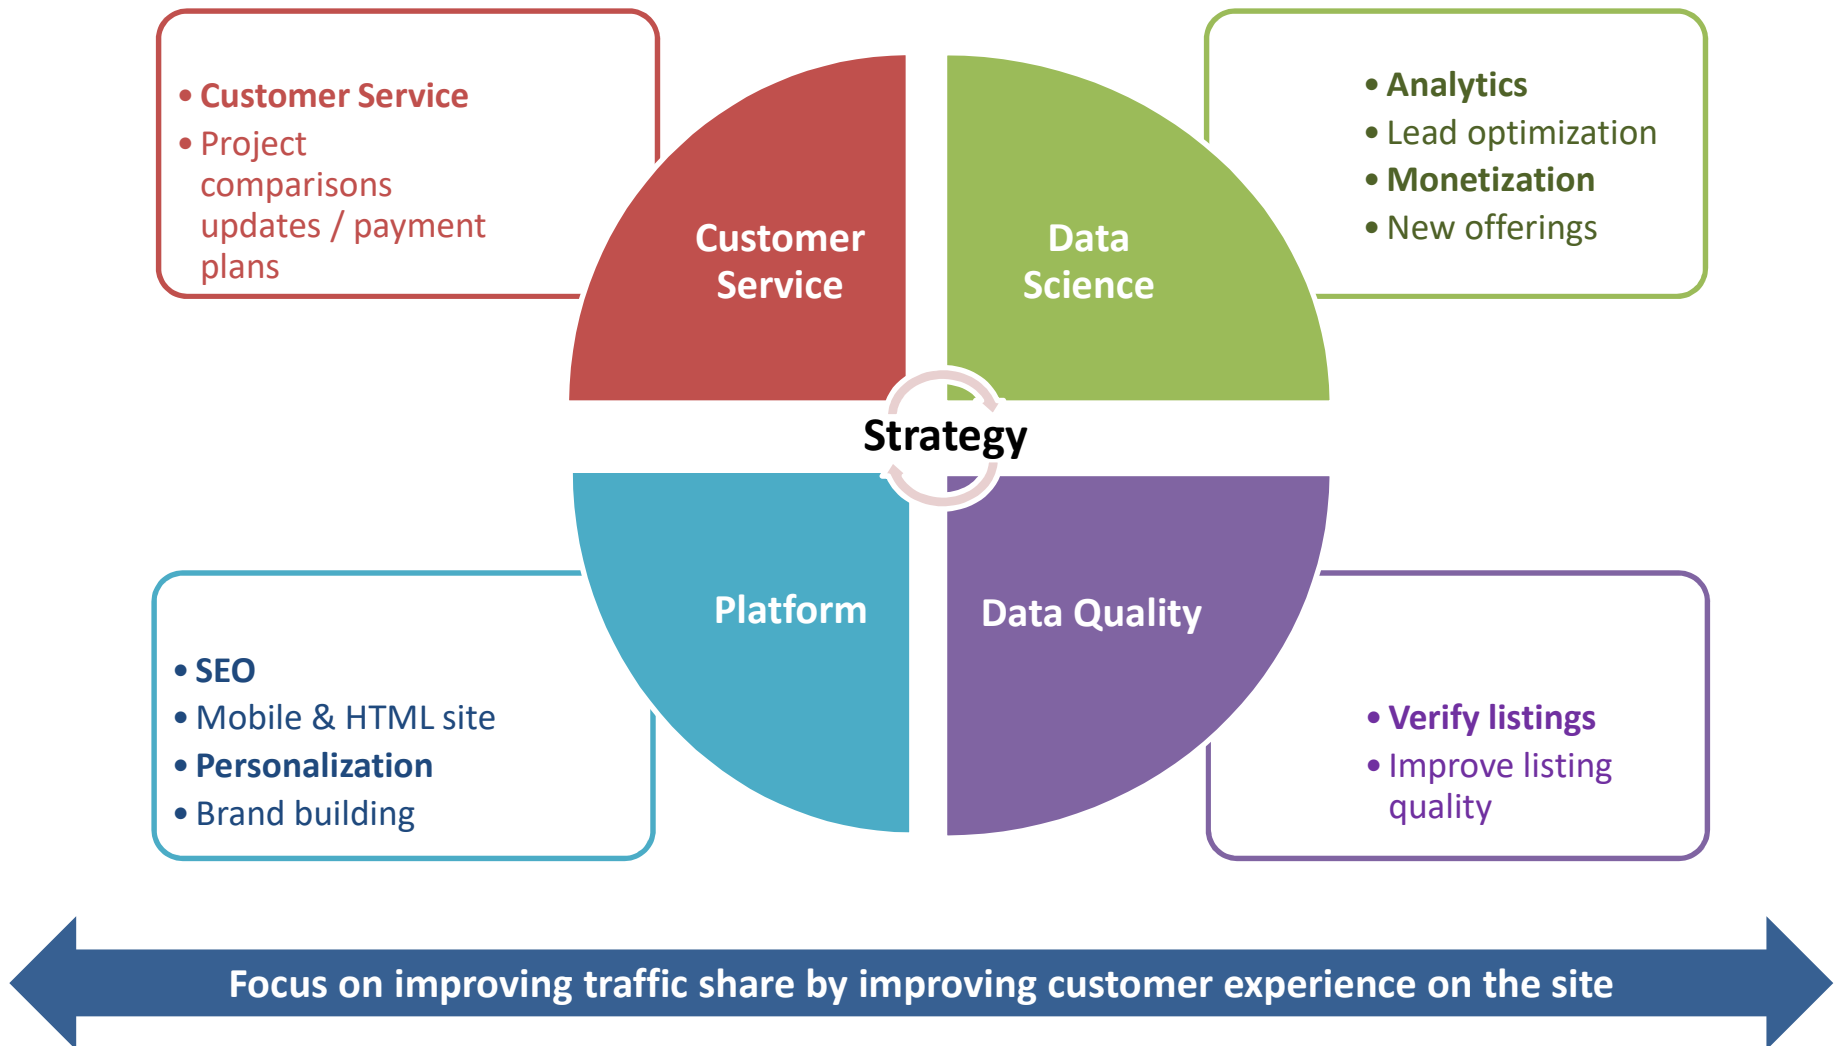 • Customer Service
• Project
comparisons
updates / payment
plans
Customer
Service
Data
Science
• Analytics
• Lead optimization
• Monetization
• New offerings
Strategy
• SEO
• Mobile & HTML site
• Personalization
• Brand building
Platform
Data Quality
• Verify listings
• Improve listing
quality
Focus on improving traffic share by improving customer experience on the site